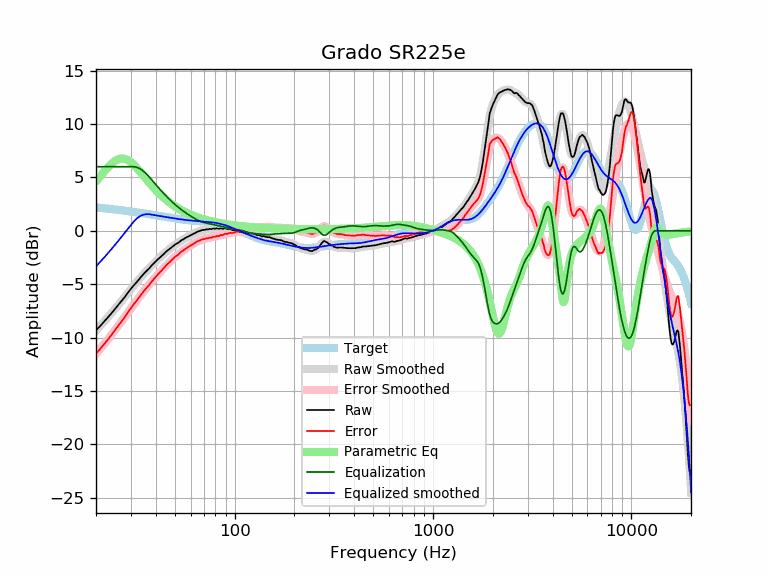 Grado SR225e
Amplitude (dBr)
15
10
5
0
−5
−10
−15
−20
−25
Target
Raw Smoothed
Error Smoothed
Raw
Error
Parametric Eq
Equalization
Equalized smoothed
100 1000 10000
Frequency (Hz)